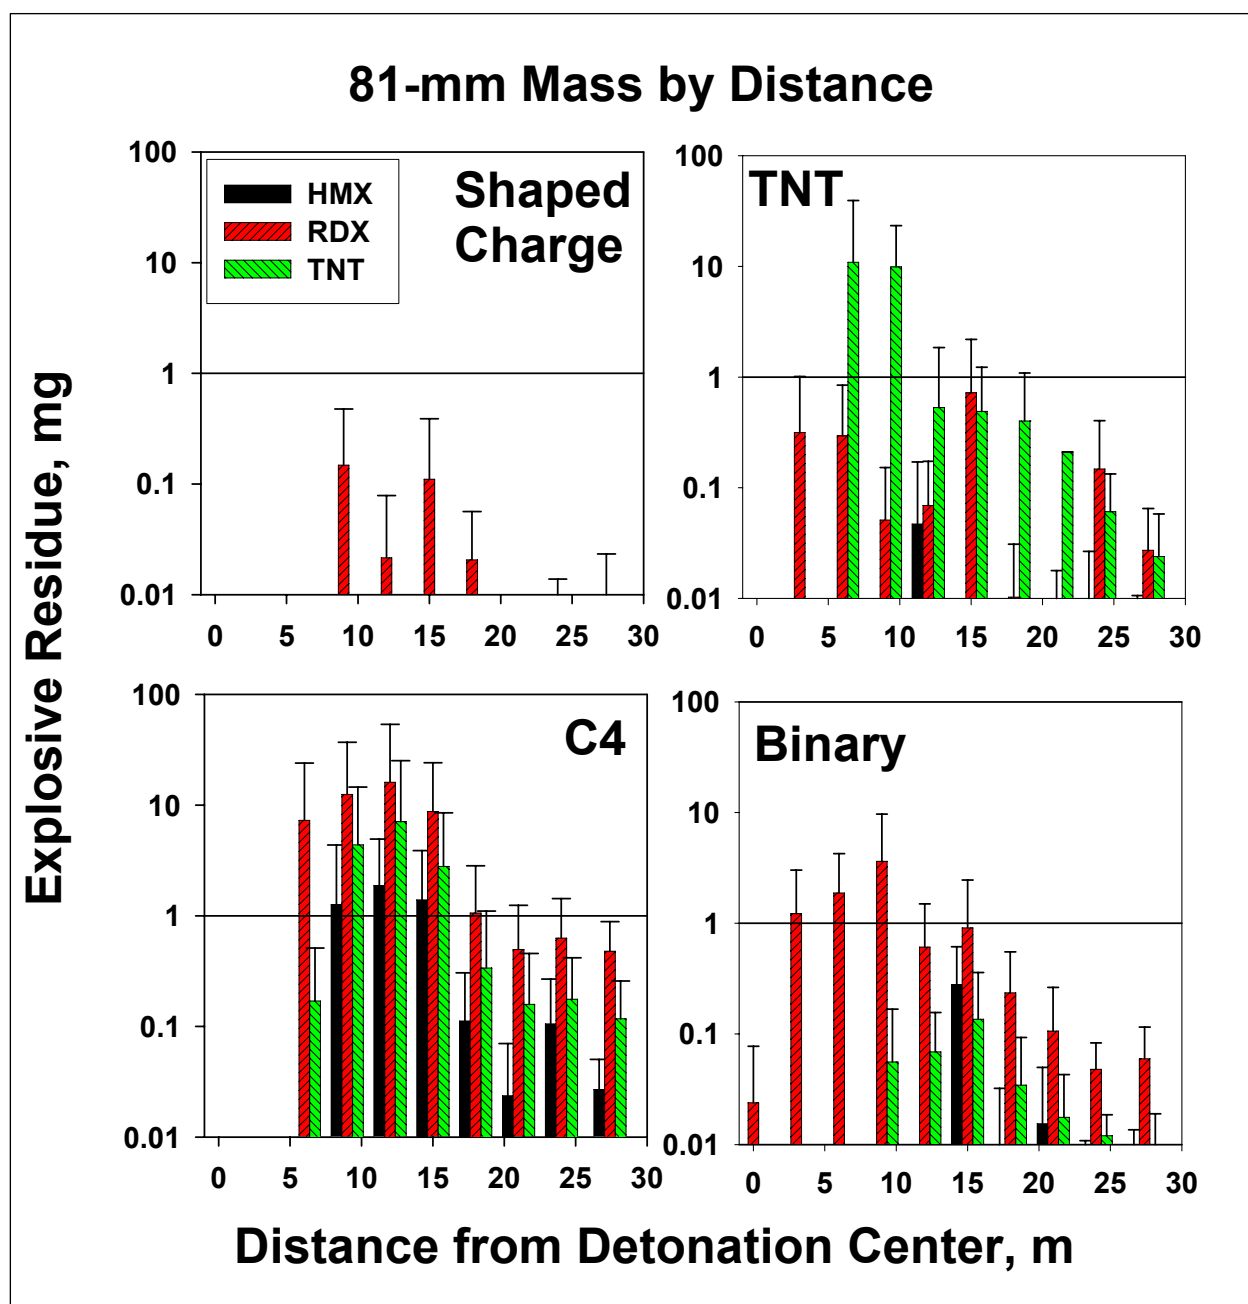 81-mm Mass by Distance
Explosive Residue, mg
100
10
1
0.1
0.01
HMX
RDX
TNT
Shaped
Charge
0 5 10 15 20 25 30
100
10
1
0.1
0.01
TNT
0 5 10 15 20 25 30
100
10
1
0.1
0.01
C4
0 5 10 15 20 25 30
100
10
1
0.1
0.01
Binary
0 5 10 15 20 25 30
Distance from Detonation Center, m